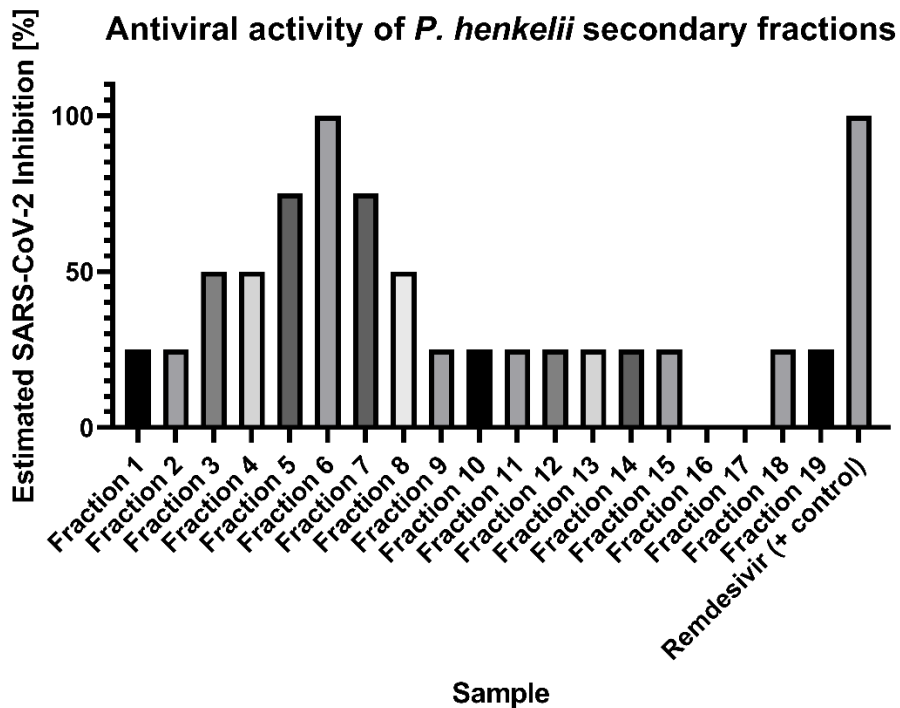 Antiviral activity of P. henkelii secondary fractions
Estimated SARS-CoV-2 Inhibition [%]
100
50
0
Fraction 1
Fraction 2
Fraction 3
Fraction 4
Fraction 5
Fraction 6
Fraction 7
Fraction 8
Fraction 9
Fraction 10
Fraction 11
Fraction 12
Fraction 13
Fraction 14
Fraction 15
Fraction 16
Fraction 17
Fraction 18
Fraction 19
Remdesivir (+ control)
Sample